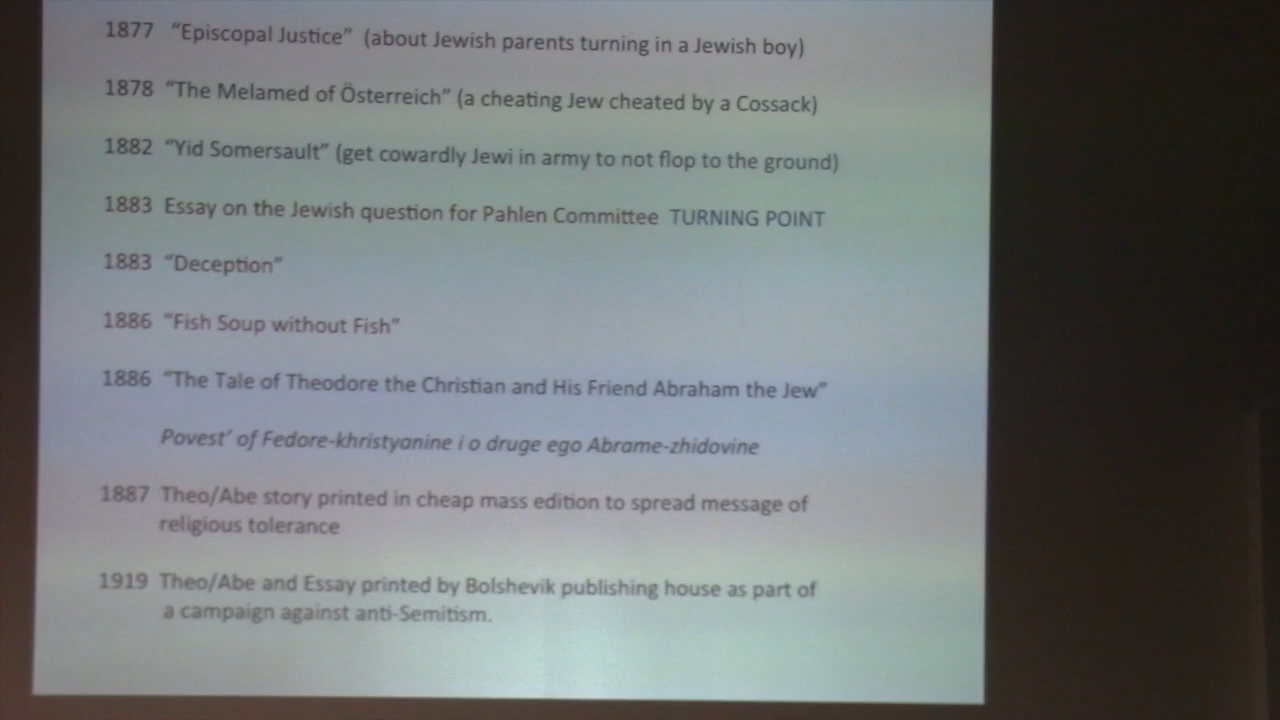 1877 “Episcopal Justice” (about Jewish parents turning in a Jewish boy)
1878 “The Melamed of Österreich” (a cheating Jew cheated by a Cossack)
1882 “Yid Somersault” (get cowardly Jewi in army to not flop to the ground)
1883 Essay on the Jewish question for Pahlen Committee TURNING POINT
1883 “Deception”
1886 “Fish Soup without Fish”
1886 “The Tale of Theodore the Christian and His Friend Abraham the Jew”
Povest’ of Fedore-khristyanine i o druge ego Abrame-zhidovine
1887 Theo/Abe story printed in cheap mass edition to spread message of
religious tolerance
1919 Theo/Abe and Essay printed by Bolshevik publishing house as part of
a campaign against anti-Semitism.